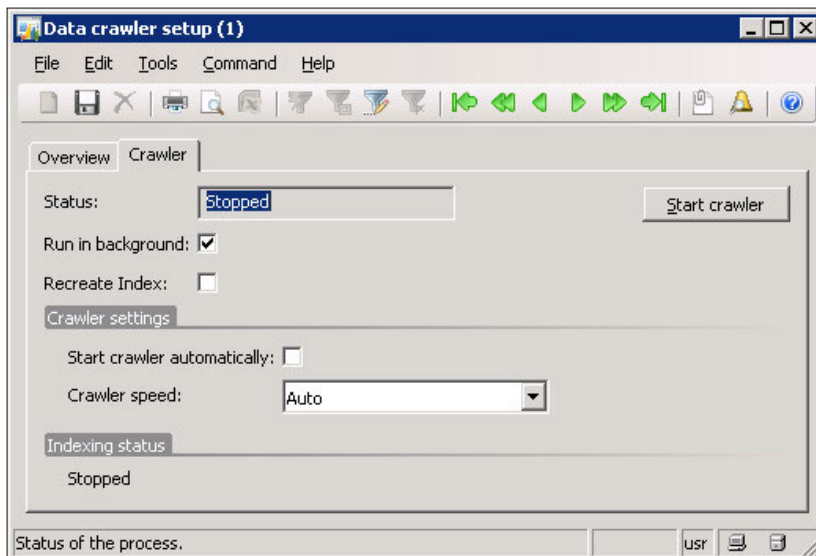 Data crawler setup (1)
File Edit Tools Command Help
Overview Crawler
Status: Stopped Start crawler
Run in background:
Recreate Index:
Crawler settings
Start crawler automatically:
Crawler speed: Auto
Indexing status
Stopped
Status of the process. usr